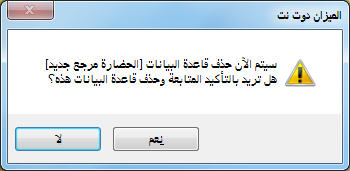 الميزان دوت نت
سيتم الأن حذف قاعدة البيانات [الحضارة مرجع جديد]
هل تريد بالتأكيد المتابعة وحذف قاعدة البيانات هذه؟
نعم
لا